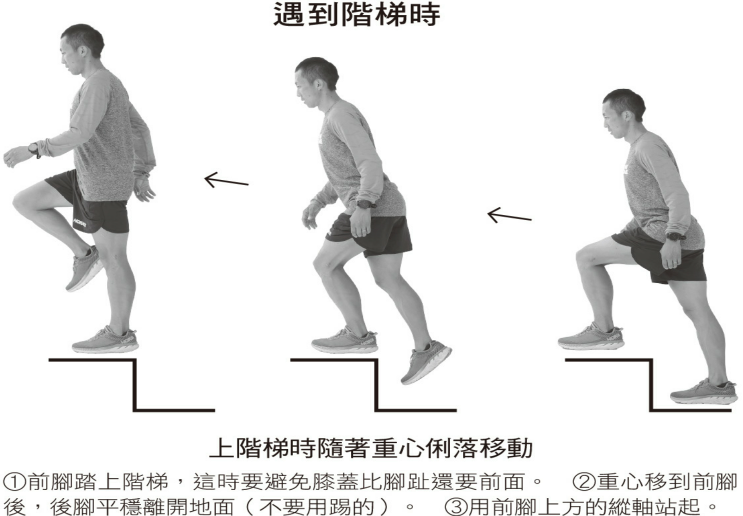 遇到階梯時
上階梯時隨著重心俐落移動
①前腳踏上階梯，這時要避免膝蓋比腳趾還要前面。 ②重心移到前腳
後，後腳平穩離開地面（不要用踢的）。 ③用前腳上方的縱軸站起。